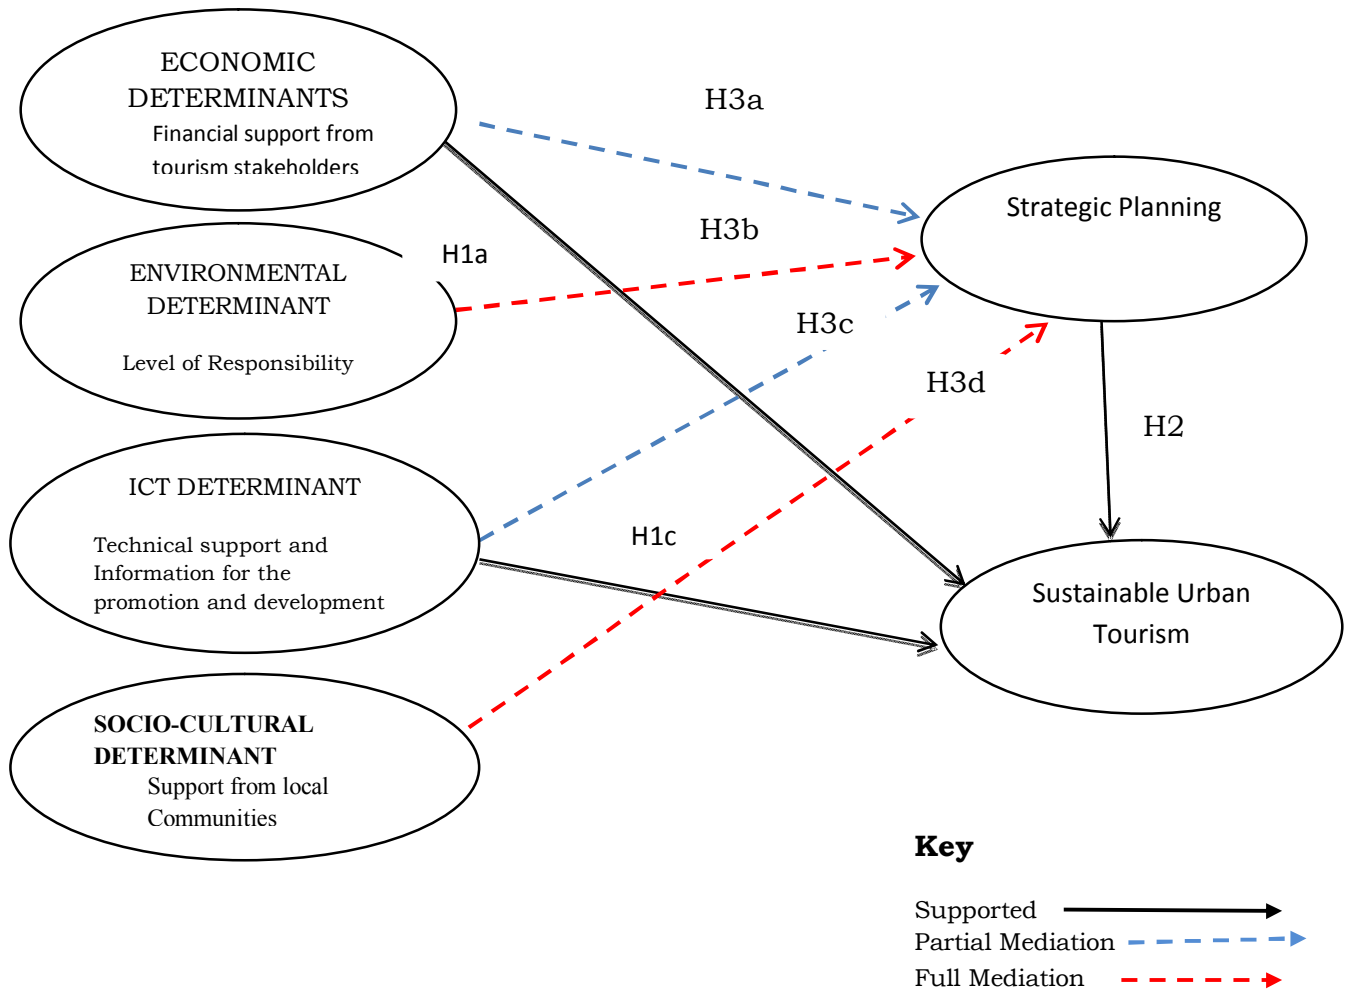 ECONOMIC
DETERMINANTS
Financial support from
tourism stakeholders
H3a
Strategic Planning
H3b
H1a
ENVIRONMENTAL
DETERMINANT
Level of Responsibility
H3c
H3d
H2
ICT DETERMINANT
Technical support and
Information for the
promotion and development
H1c
Sustainable Urban
Tourism
SOCIO-CULTURAL
DETERMINANT
Support from local
Communities
Key
Supported
Partial Mediation
Full Mediation